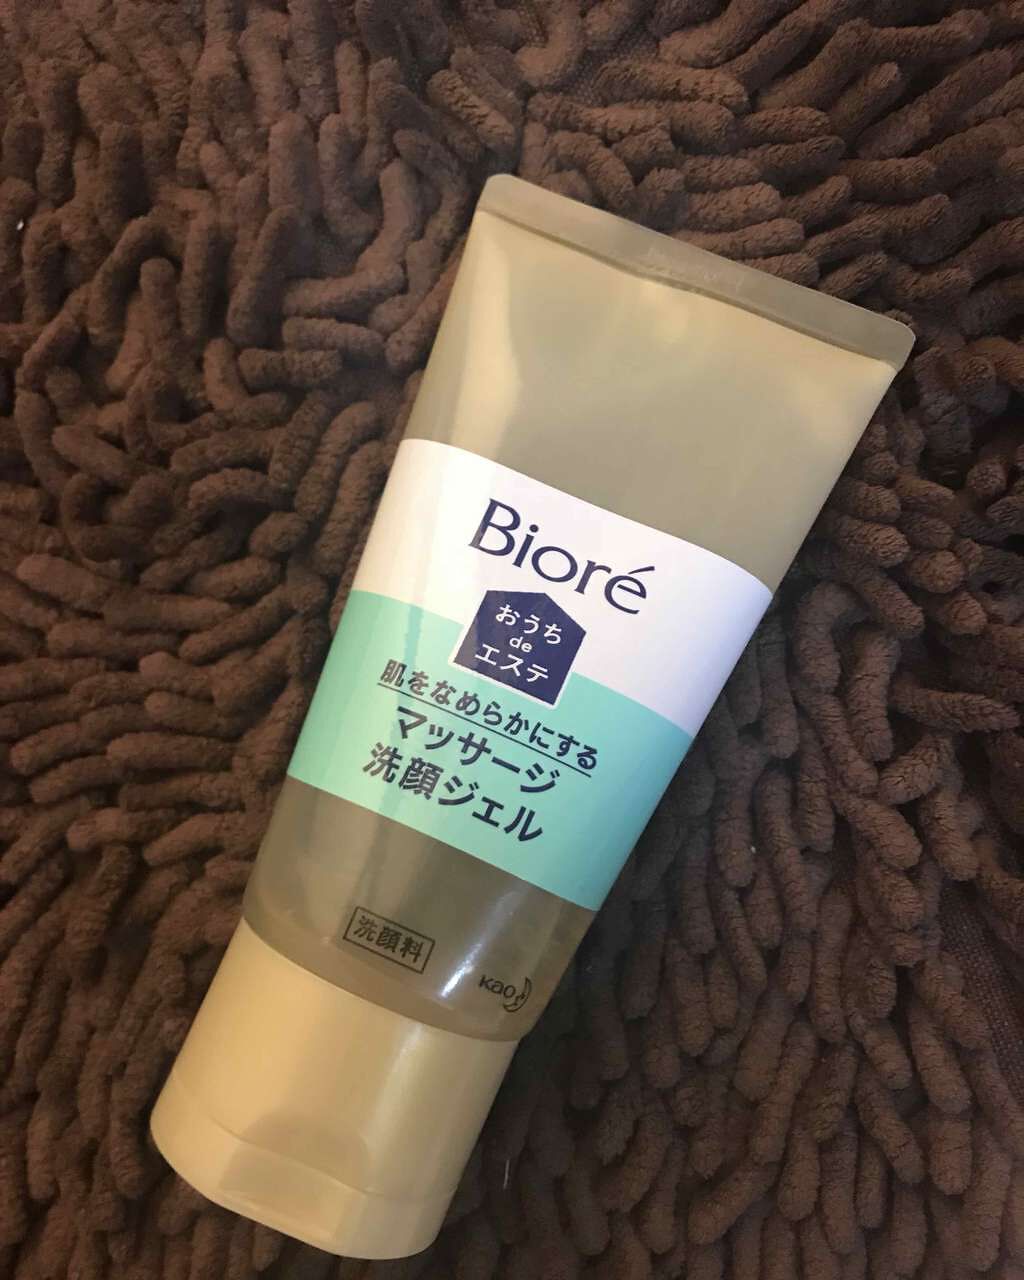 Bioré
おうち
de
エステ
肌をなめらかにする
マッサージ
洗顔ジェル
洗顔料
Kao